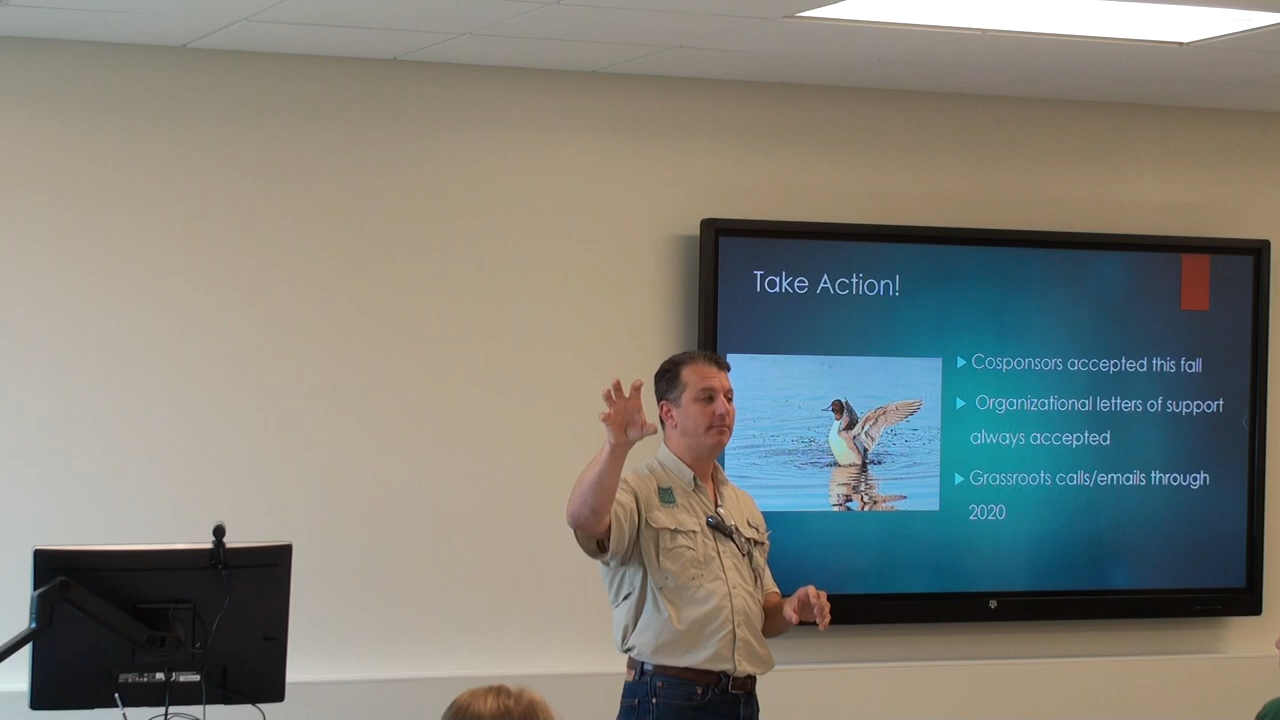 Take Action!
Cosponsors accepted this fall
Organizational letters of support
always accepted
Grassroots calls/emails through
2020